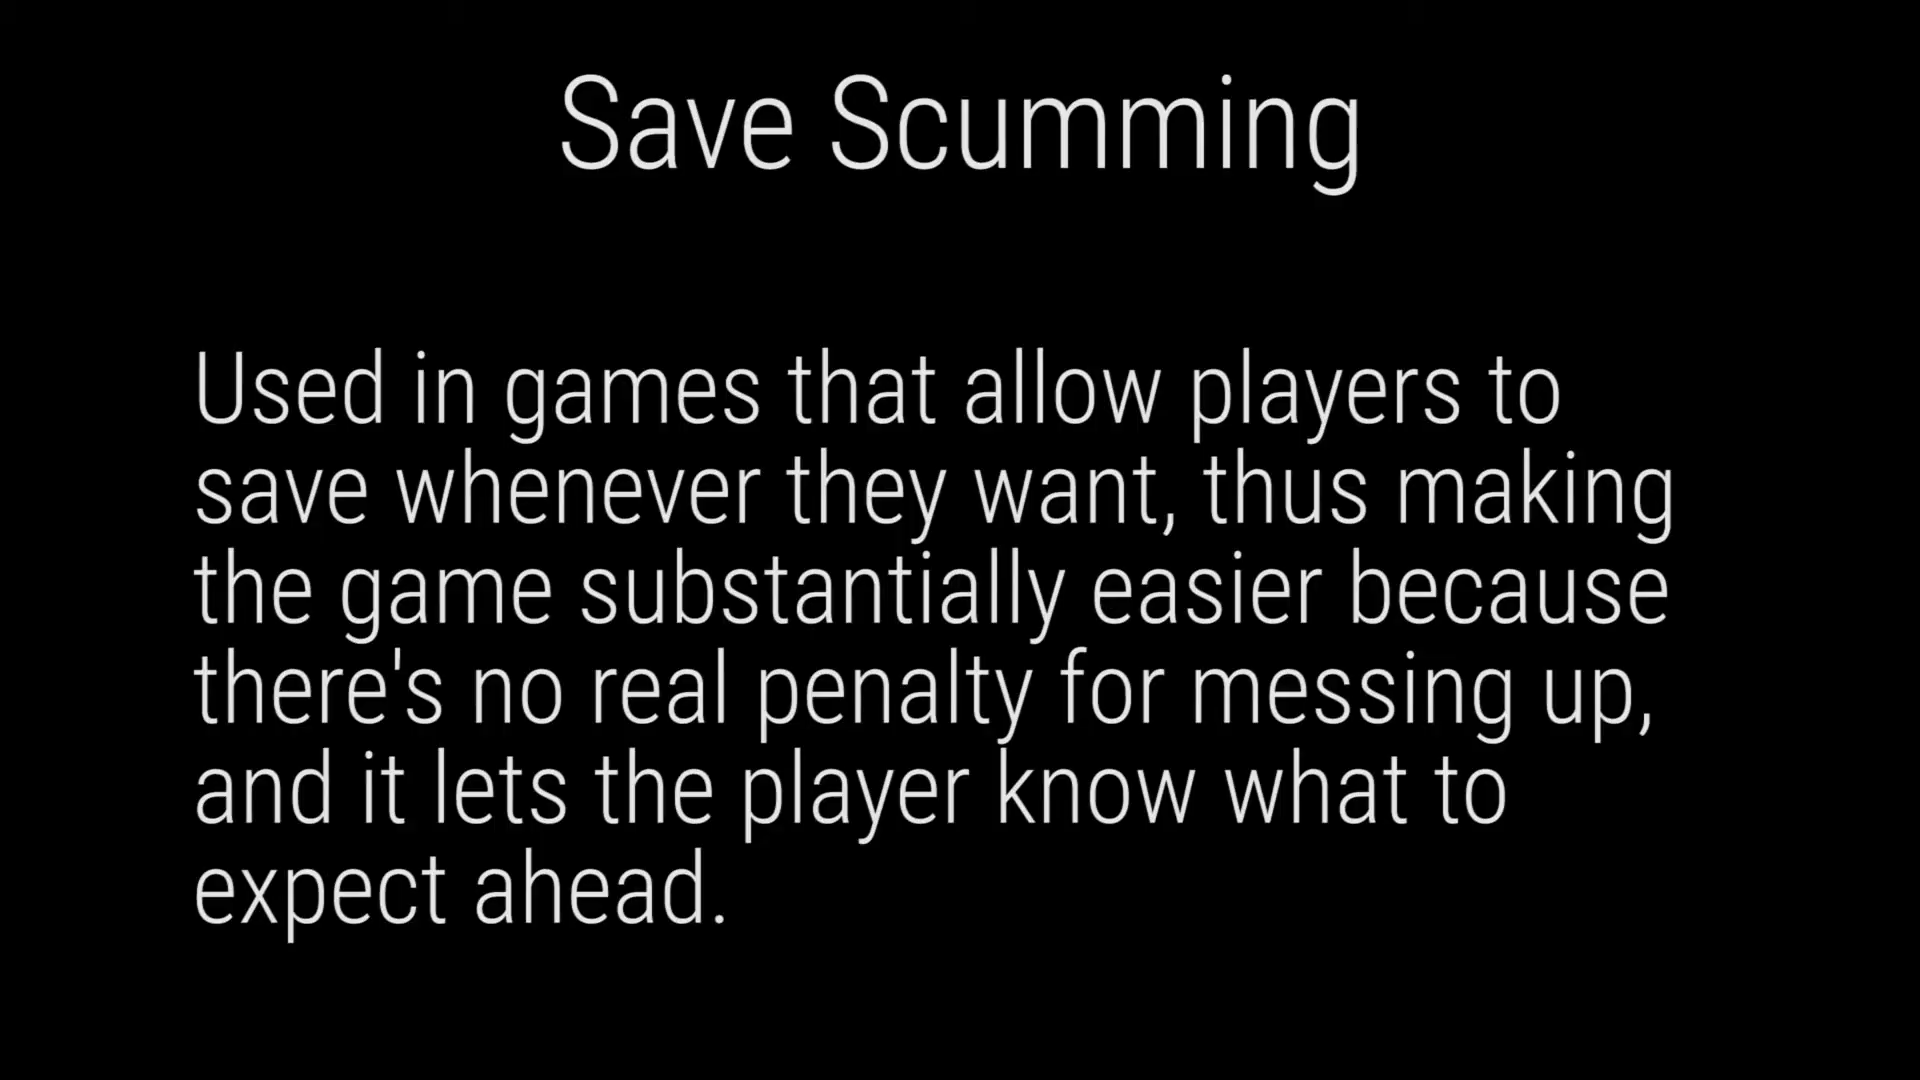 Save Scumming
Used in games that allow players to
save whenever they want, thus making
the game substantially easier because
there's no real penalty for messing up,
and it lets the player know what to
expect ahead.